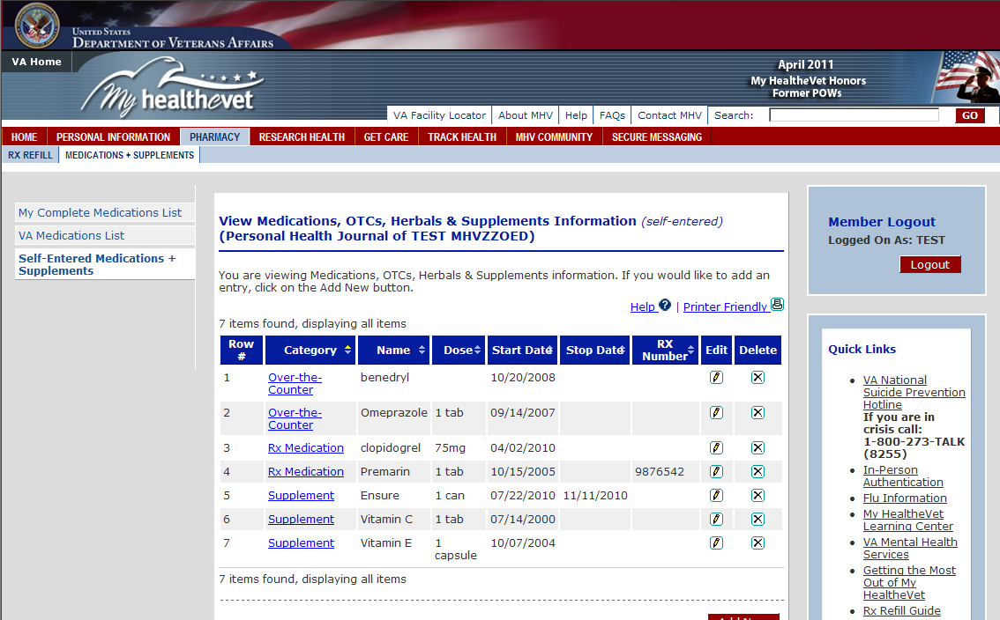 UNITED STATES
DEPARTMENT OF VETERANS AFFAIRS
VA Home
My healthevet
April 2011
My HealtheVet Honors
Former POWs
VA Facility Locator | About MHV | Help | FAQs | Contact MHV | Search: GO
HOME PERSONAL INFORMATION PHARMACY RESEARCH HEALTH GET CARE TRACK HEALTH MHV COMMUNITY SECURE MESSAGING
RX REFILL MEDICATIONS + SUPPLEMENTS
My Complete Medications List
VA Medications List
Self-Entered Medications +
Supplements
View Medications, OTCs, Herbals & Supplements Information (self-entered)
(Personal Health Journal of TEST MHVZZOED)
You are viewing Medications, OTCs, Herbals & Supplements information. If you would like to add an
entry, click on the Add New button.
Help ? | Printer Friendly
7 items found, displaying all items
Row # Category Name Dose Start Date Stop Date RX Number Edit Delete
1 Over-the-Counter benedryl 10/20/2008
2 Over-the-Counter Omeprazole 1 tab 09/14/2007
3 Rx Medication clopidogrel 75mg 04/02/2010
4 Rx Medication Premarin 1 tab 10/15/2005 9876542
5 Supplement Ensure 1 can 07/22/2010 11/11/2010
6 Supplement Vitamin C 1 tab 07/14/2000
7 Supplement Vitamin E 1 capsule 10/07/2004
7 items found, displaying all items
Member Logout
Logged On As: TEST
Logout
Quick Links
VA National
Suicide Prevention
Hotline
If you are in
crisis call:
1-800-273-TALK
(8255)
In-Person
Authentication
Flu Information
My HealtheVet
Learning Center
VA Mental Health
Services
Getting the Most
Out of My
HealtheVet
Rx Refill Guide